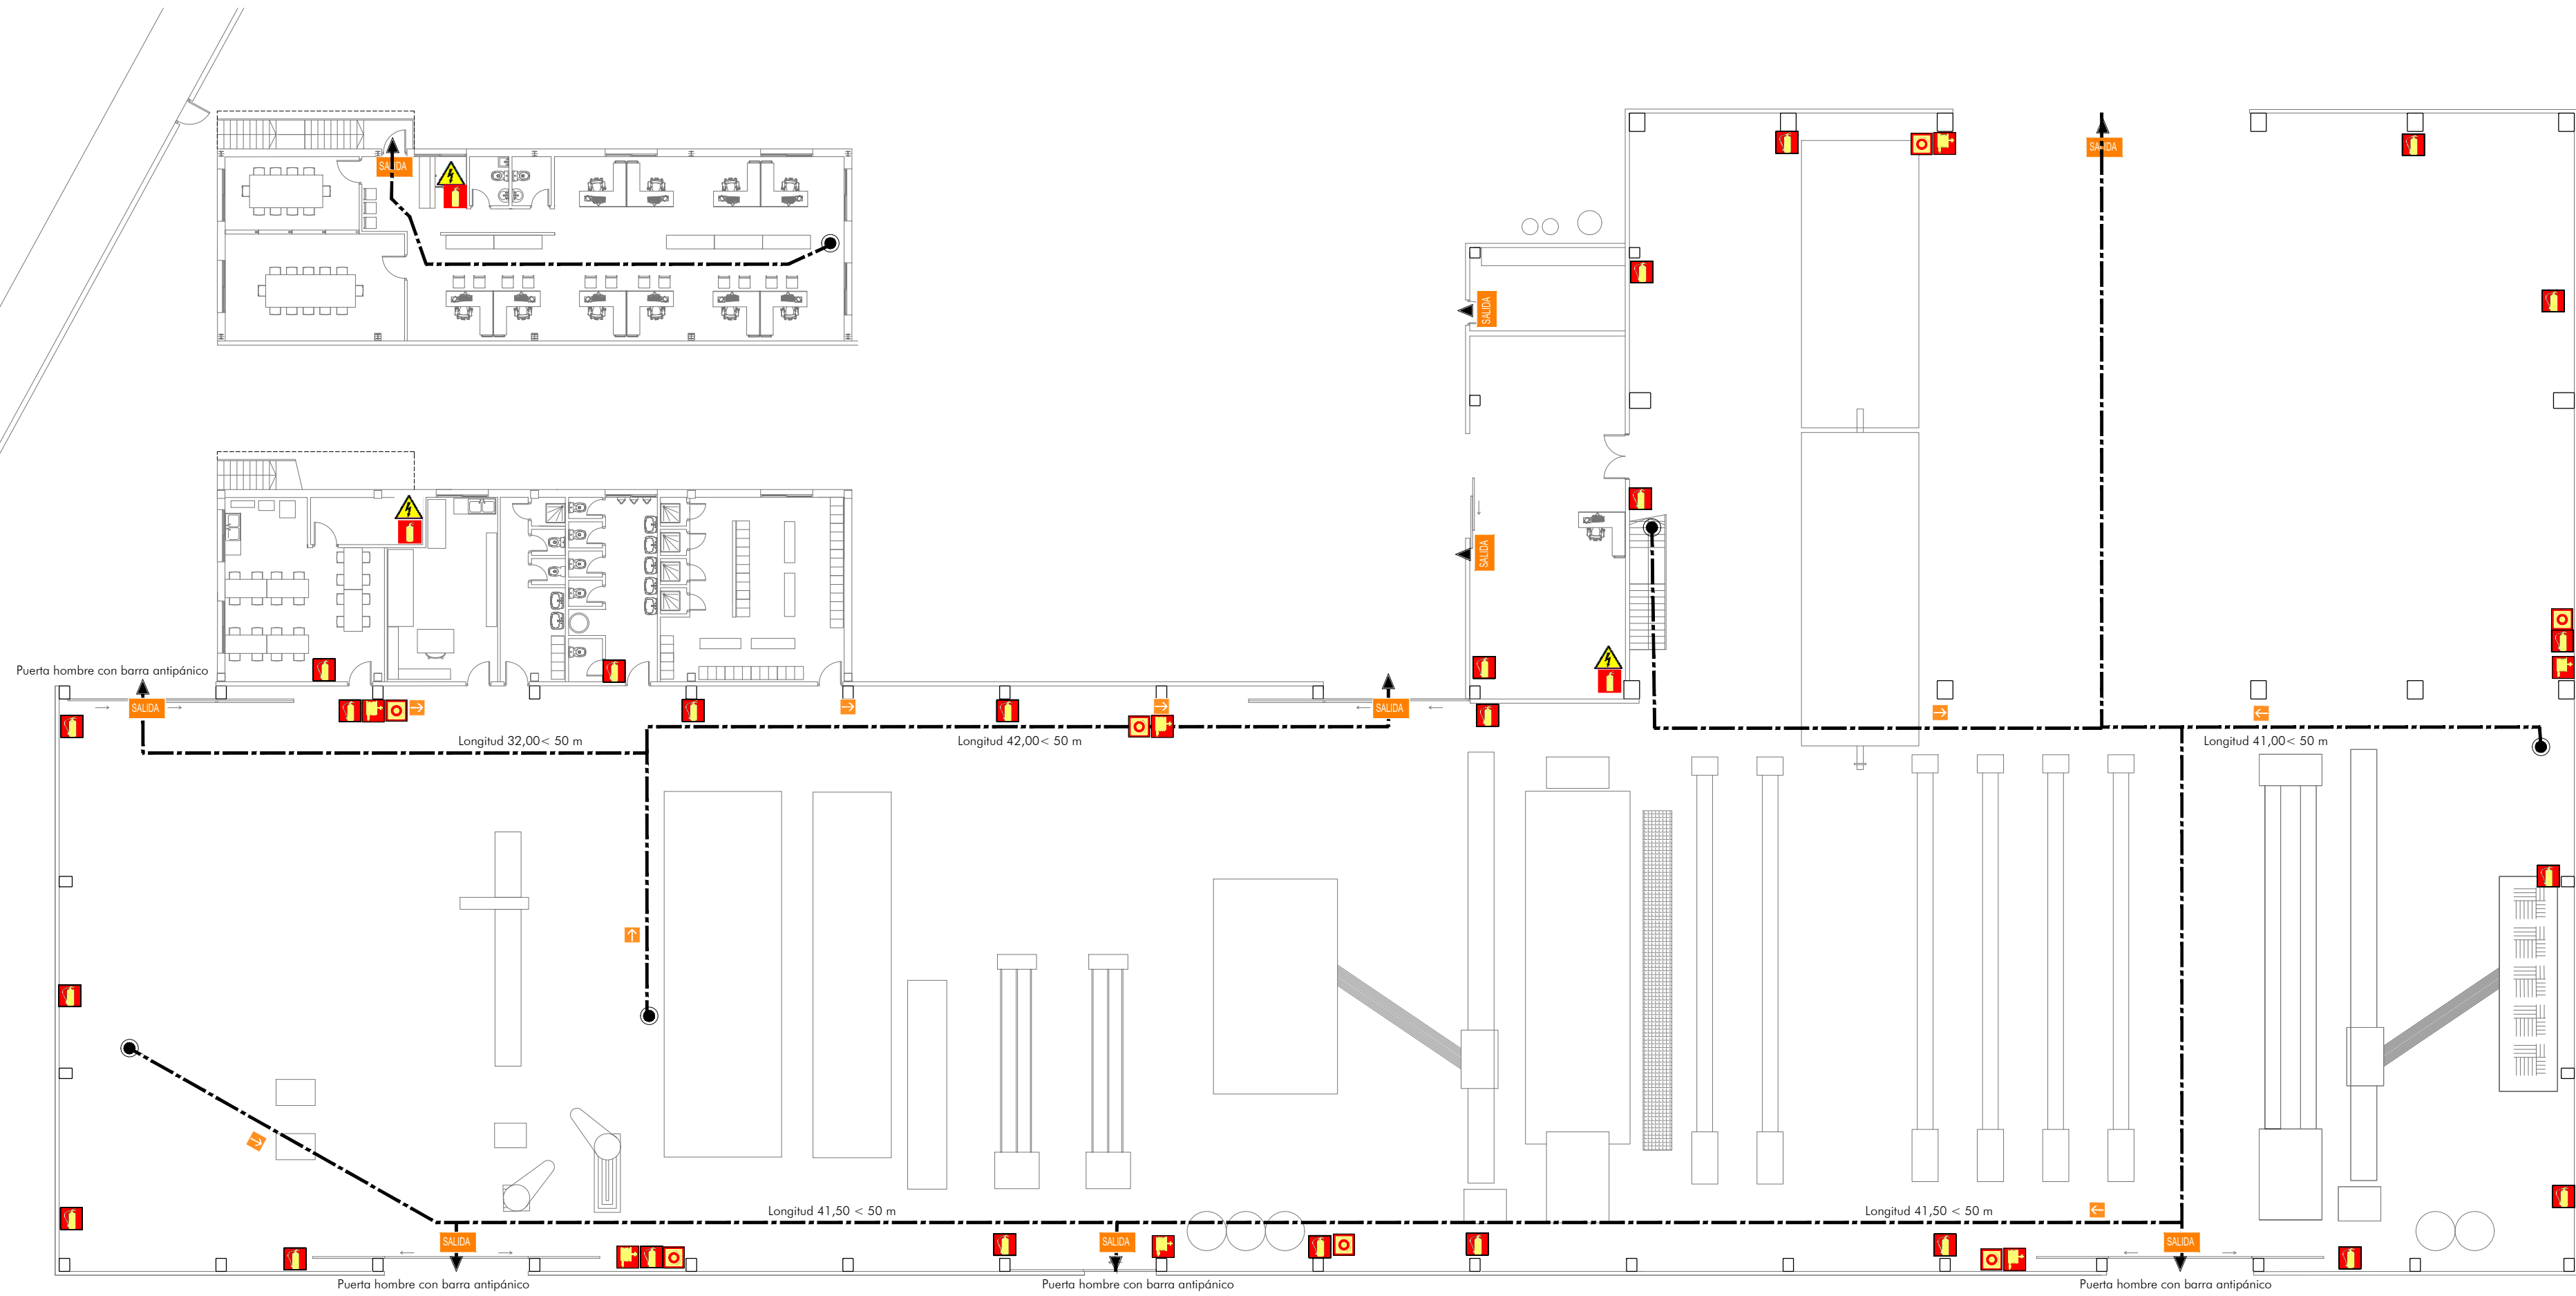 SALIDA
SALIDA
SALIDA
SALIDA
Puerta hombre con barra antipánico
SALIDA
SALIDA
Longitud 32,00< 50 m
Longitud 42,00< 50 m
Longitud 41,00< 50 m
Longitud 41,50 < 50 m
Longitud 41,50 < 50 m
SALIDA
SALIDA
SALIDA
Puerta hombre con barra antipánico
Puerta hombre con barra antipánico
Puerta hombre con barra antipánico